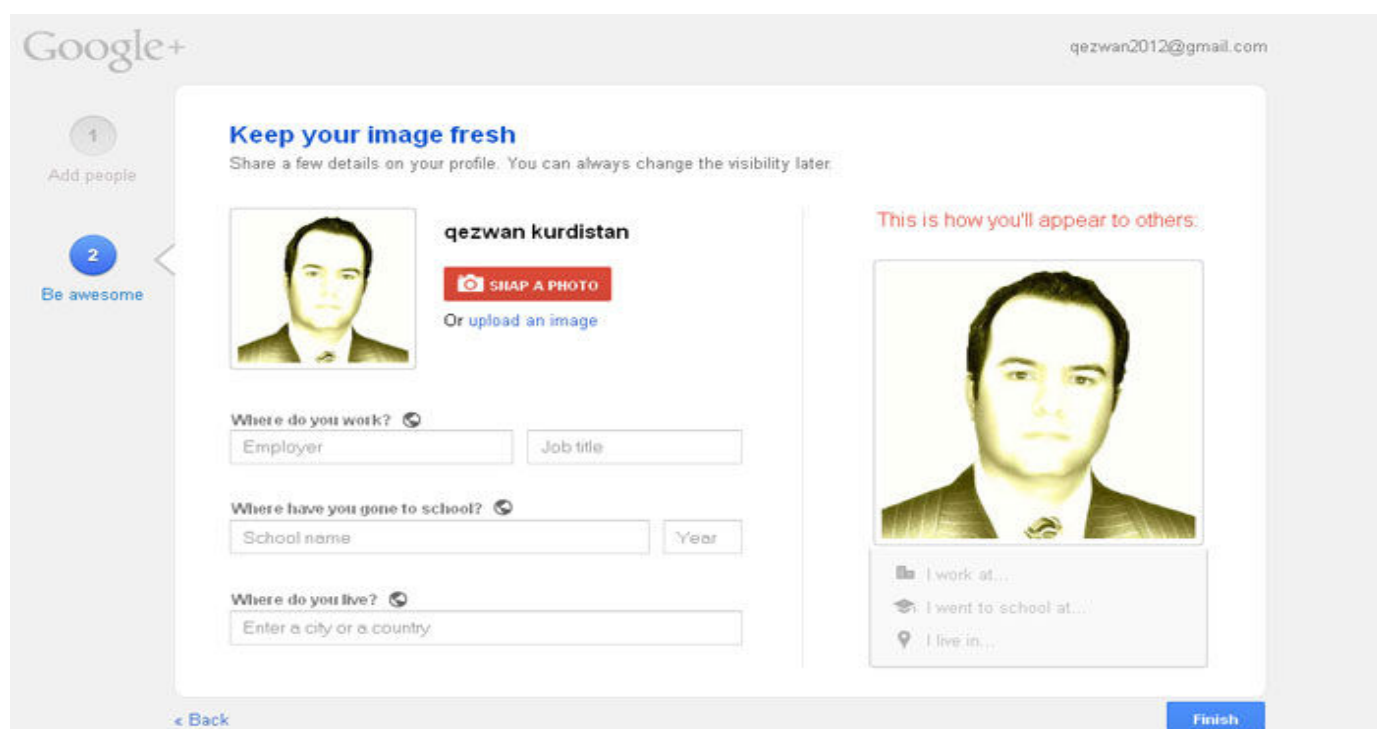 Google+
qezwan2012@gmail.com
1
Add people
2
Be awesome
Keep your image fresh
Share a few details on your profile. You can always change the visibility later.
qezwan kurdistan
SNAP A PHOTO
Or upload an image
Where do you work?
Employer
Job title
Where have you gone to school?
School name
Year
Where do you live?
Enter a city or a country
This is how you'll appear to others:
I work at...
I went to school at...
I live in...
« Back
Finish